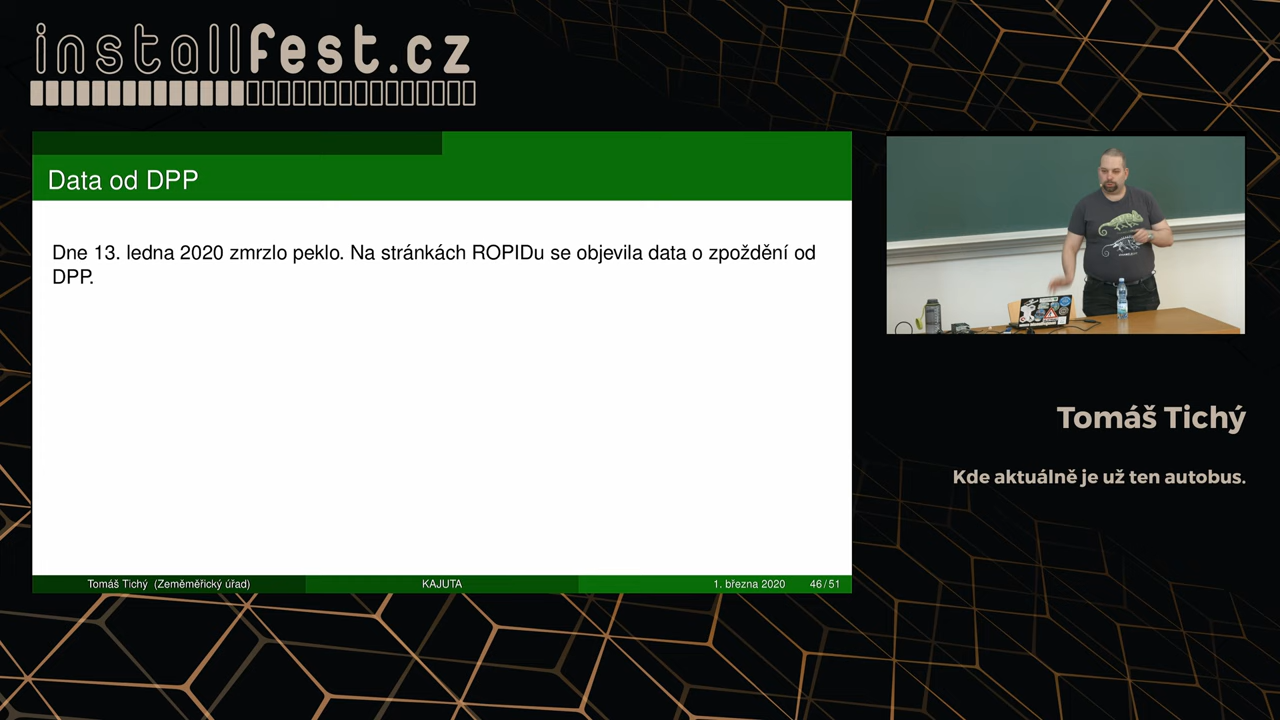 installfest.cz
Data od DPP
Dne 13. ledna 2020 zmrzlo peklo. Na stránkách ROPIDu se objevila data o zpoždění od
DPP.
Tomáš Tichý (Zeměměřický úřad)
KAJUTA
1. března 2020
46/51
Tomáš Tichý
Kde aktuálně je už ten autobus.